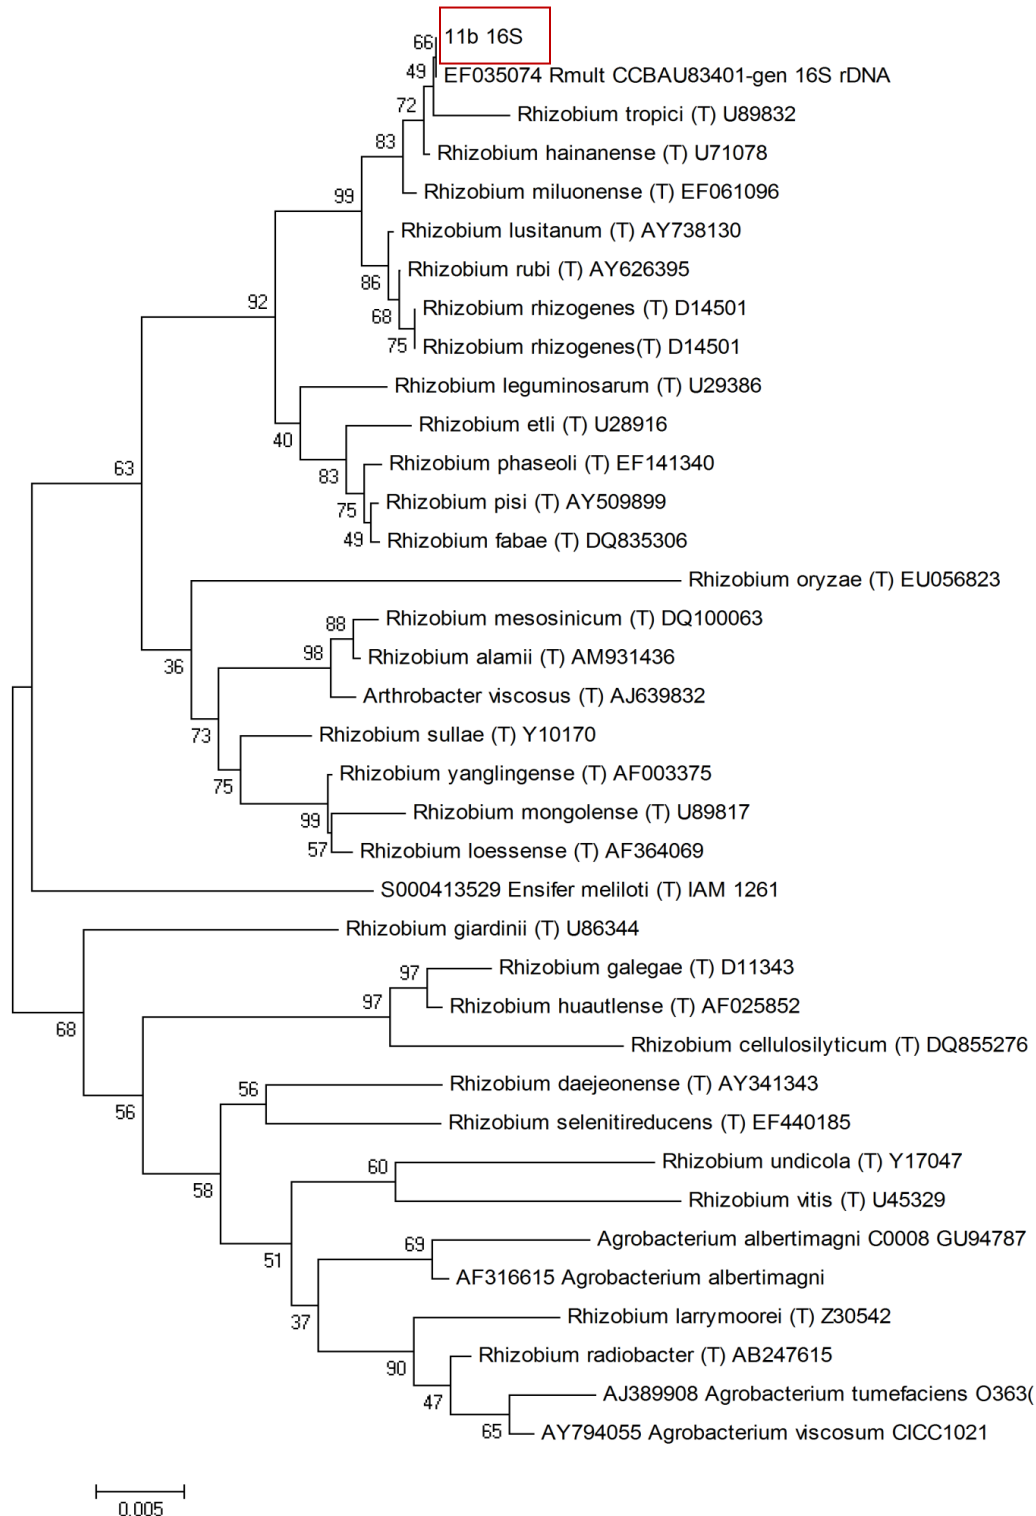 66
11b 16S
49
EF035074 Rmult CCBAU83401-gen 16S rDNA
72
Rhizobium tropici (T) U89832
83
Rhizobium hainanense (T) U71078
99
Rhizobium miluonense (T) EF061096
Rhizobium lusitanum (T) AY738130
86
Rhizobium rubi (T) AY626395
92
68
Rhizobium rhizogenes (T) D14501
75
Rhizobium rhizogenes(T) D14501
Rhizobium leguminosarum (T) U29386
40
Rhizobium etli (T) U28916
63
83
Rhizobium phaseoli (T) EF141340
75
Rhizobium pisi (T) AY509899
49
Rhizobium fabae (T) DQ835306
Rhizobium oryzae (T) EU056823
88
Rhizobium mesosinicum (T) DQ100063
98
Rhizobium alamii (T) AM931436
36
Arthrobacter viscosus (T) AJ639832
73
Rhizobium sullae (T) Y10170
75
Rhizobium yanglingense (T) AF003375
99
Rhizobium mongolense (T) U89817
57
Rhizobium loessense (T) AF364069
S000413529 Ensifer meliloti (T) IAM 1261
Rhizobium giardinii (T) U86344
97
Rhizobium galegae (T) D11343
97
Rhizobium huautlense (T) AF025852
68
Rhizobium cellulosilyticum (T) DQ855276
56
Rhizobium daejeonense (T) AY341343
56
Rhizobium selenitireducens (T) EF440185
60
Rhizobium undicola (T) Y17047
58
Rhizobium vitis (T) U45329
69
Agrobacterium albertimagni C0008 GU94787
51
AF316615 Agrobacterium albertimagni
37
Rhizobium larrymoorei (T) Z30542
90
Rhizobium radiobacter (T) AB247615
47
AJ389908 Agrobacterium tumefaciens O363(
65
AY794055 Agrobacterium viscosum CICC1021
0.005